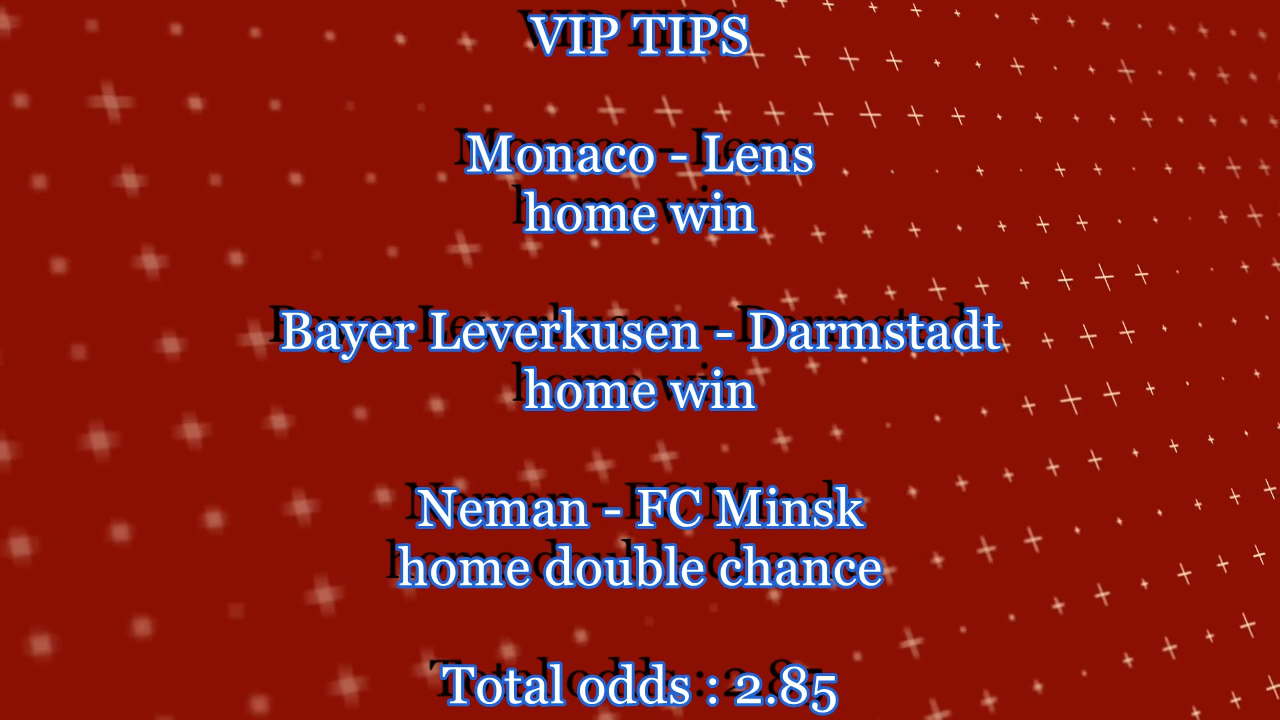 VIP TIPS
Monaco - Lens
home win
Bayer Leverkusen - Darmstadt
home win
Neman - FC Minsk
home double chance
Total odds : 2.85